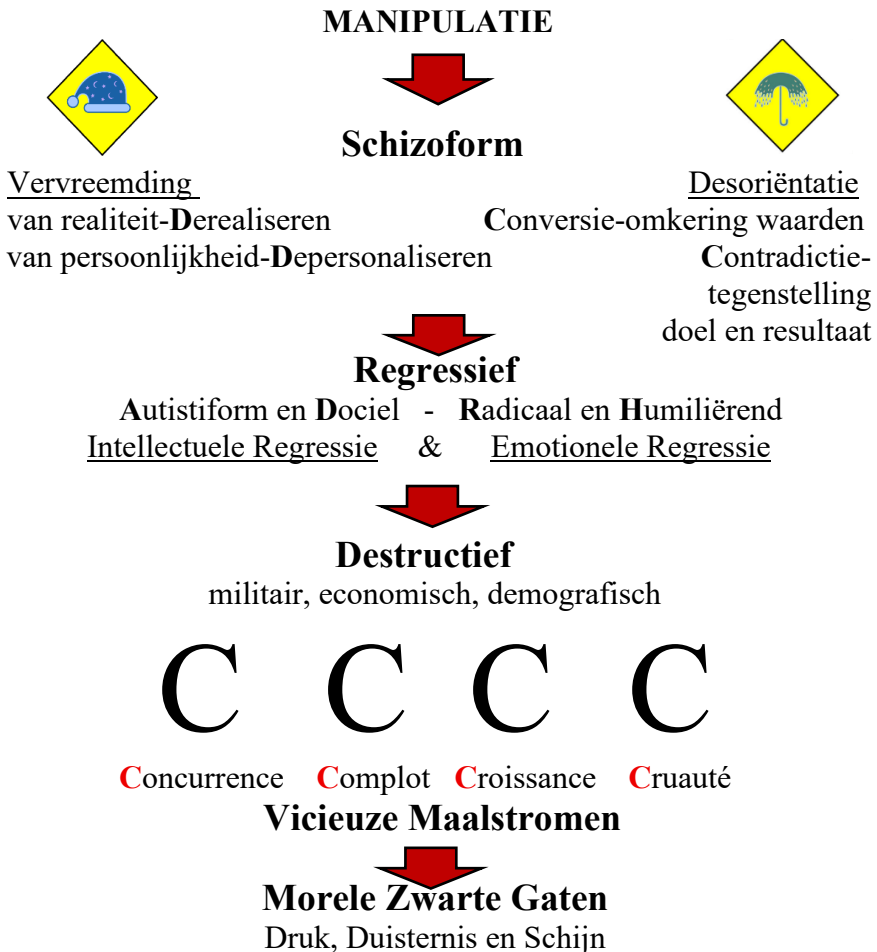 MANIPULATIE
Schizoform
Vervreemding
van realiteit-Derealiseren
van persoonlijkheid-Depersonaliseren
Desoriëntatie
Conversie-omkering waarden
Contradictie-
tegenstelling
doel en resultaat
Regressief
Autistiform en Dociel - Radicaal en Humiliërend
Intellectuele Regressie & Emotionele Regressie
Destructief
militair, economisch, demografisch
C C C C
Concurrence Complot Croissance Cruauté
Vicieuze Maalstromen
Morele Zwarte Gaten
Druk, Duisternis en Schijn